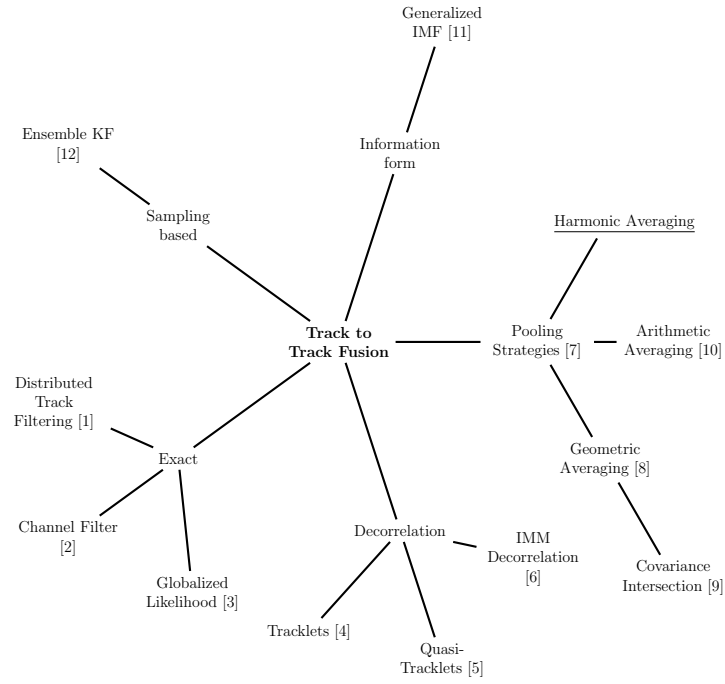 Generalized
IMF [11]
Ensemble KF
[12]
Information
form
Sampling
based
Harmonic Averaging
Track to
Track Fusion
Pooling
Strategies [7]
Arithmetic
Averaging [10]
Distributed
Track
Filtering [1]
Exact
Geometric
Averaging [8]
Channel Filter
[2]
Decorrelation
IMM
Decorrelation
[6]
Globalized
Likelihood [3]
Covariance
Intersection [9]
Tracklets [4]
Quasi-
Tracklets [5]